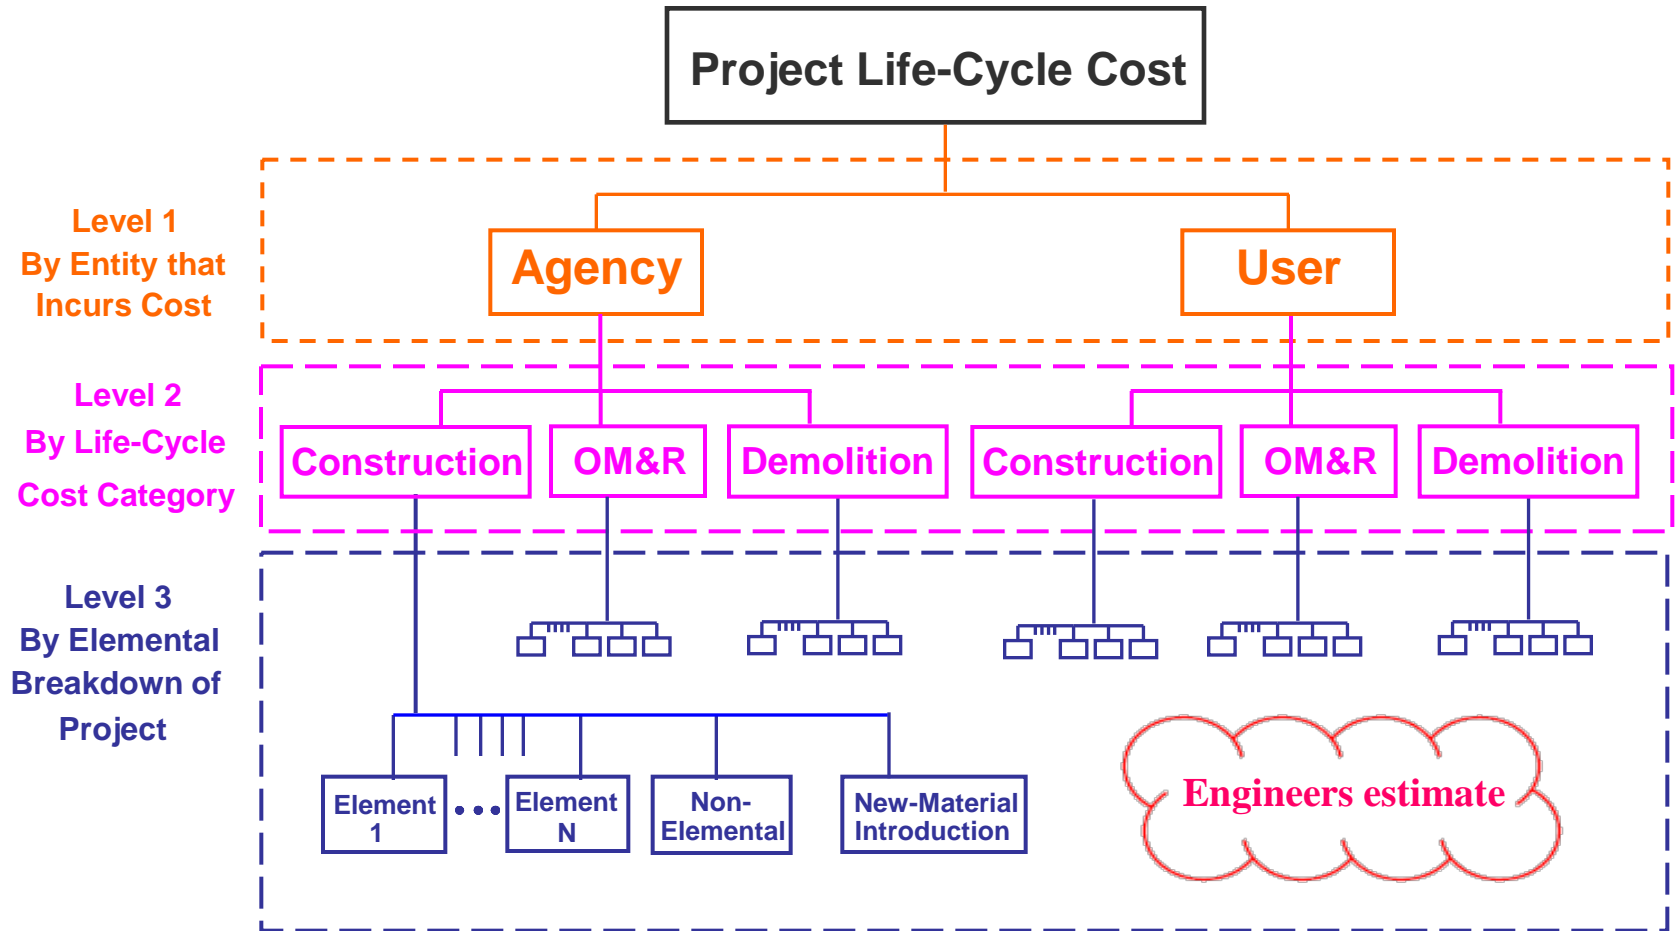 Project Life-Cycle Cost
Level 1
By Entity that
Incurs Cost
Agency
User
Level 2
By Life-Cycle
Cost Category
Construction
OM&R
Demolition
Construction
OM&R
Demolition
Level 3
By Elemental
Breakdown of
Project
Element
1
Element
N
Non-
Elemental
New-Material
Introduction
Engineers estimate